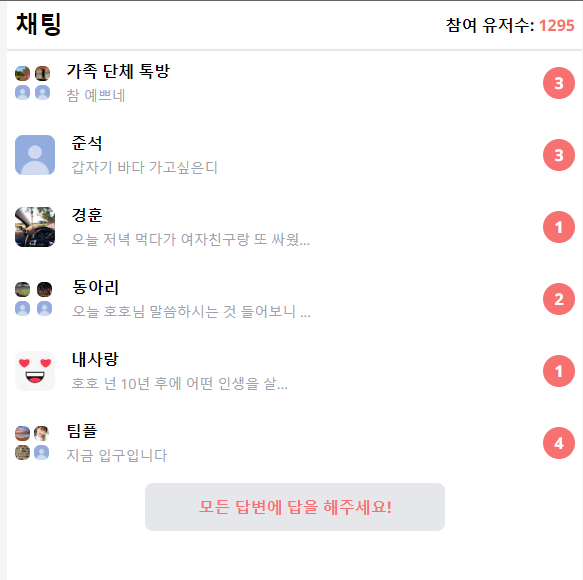 채팅
참여 유저수: 1295
가족 단체 톡방
참 예쁘네
3
준석
갑자기 바다 가고싶은디
3
경훈
오늘 저녁 먹다가 여자친구랑 또 싸웠...
1
동아리
오늘 호호님 말씀하시는 것 들어보니 ...
2
내사랑
호호 넌 10년 후에 어떤 인생을 살...
1
팀플
지금 입구입니다
4
모든 답변에 답을 해주세요!